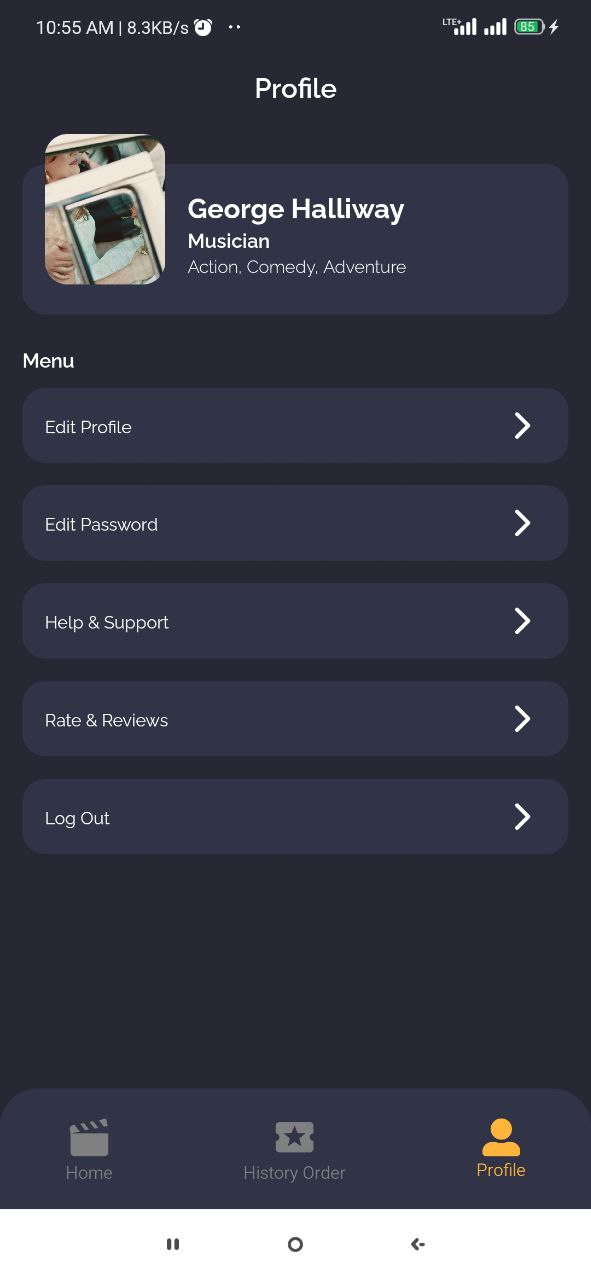 10:55 AM | 8.3KB/s
LTE+
85
Profile
George Halliway
Musician
Action, Comedy, Adventure
Menu
Edit Profile
Edit Password
Help & Support
Rate & Reviews
Log Out
Home
History Order
Profile